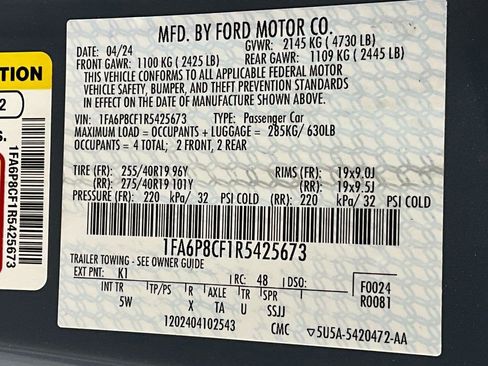 MFD. BY FORD MOTOR CO.
04/24 GVWR: 2145 KG ( 4730 LB)
FRONT GAWR: 1100 KG ( 2425 LB) REAR GAWR: 1109 KG ( 2445 LB)
THIS VEHICLE CONFORMS TO ALL APPLICABLE FEDERAL MOTOR
VEHICLE SAFETY, BUMPER, AND THEFT PREVENTION STANDARDS
IN EFFECT ON THE DATE OF MANUFACTURE SHOWN ABOVE.
VIN: 1FA6P8CF1R5425673 TYPE: Passenger Car
MAXIMUM LOAD = OCCUPANTS + LUGGAGE = 285KG/ 630LB
OCCUPANTS = 4 TOTAL; 2 FRONT, 2 REAR
TIRE (FR) 255/40R19 96Y RIMS (FR) 19x9.0J
(RR) 275/40R19 101Y (RR) 19x9.5J
PRESSURE (FR) 220 kPa/ 32 PSI COLD (RR) 220 kPa/ 32 PSI COLD
1FA6P8CF1R5425673
TRAILER TOWING - SEE OWNER GUIDE
EXT PNT: K1 RC: 48 DSO: F0024
INT TR TP/PS R AXLE TR SPR R0081
5W X TA U SSJJ
1202404102543 CMC 5U5A-5420472-AA
TION
2
s.
1FA6P8CF1R5425673